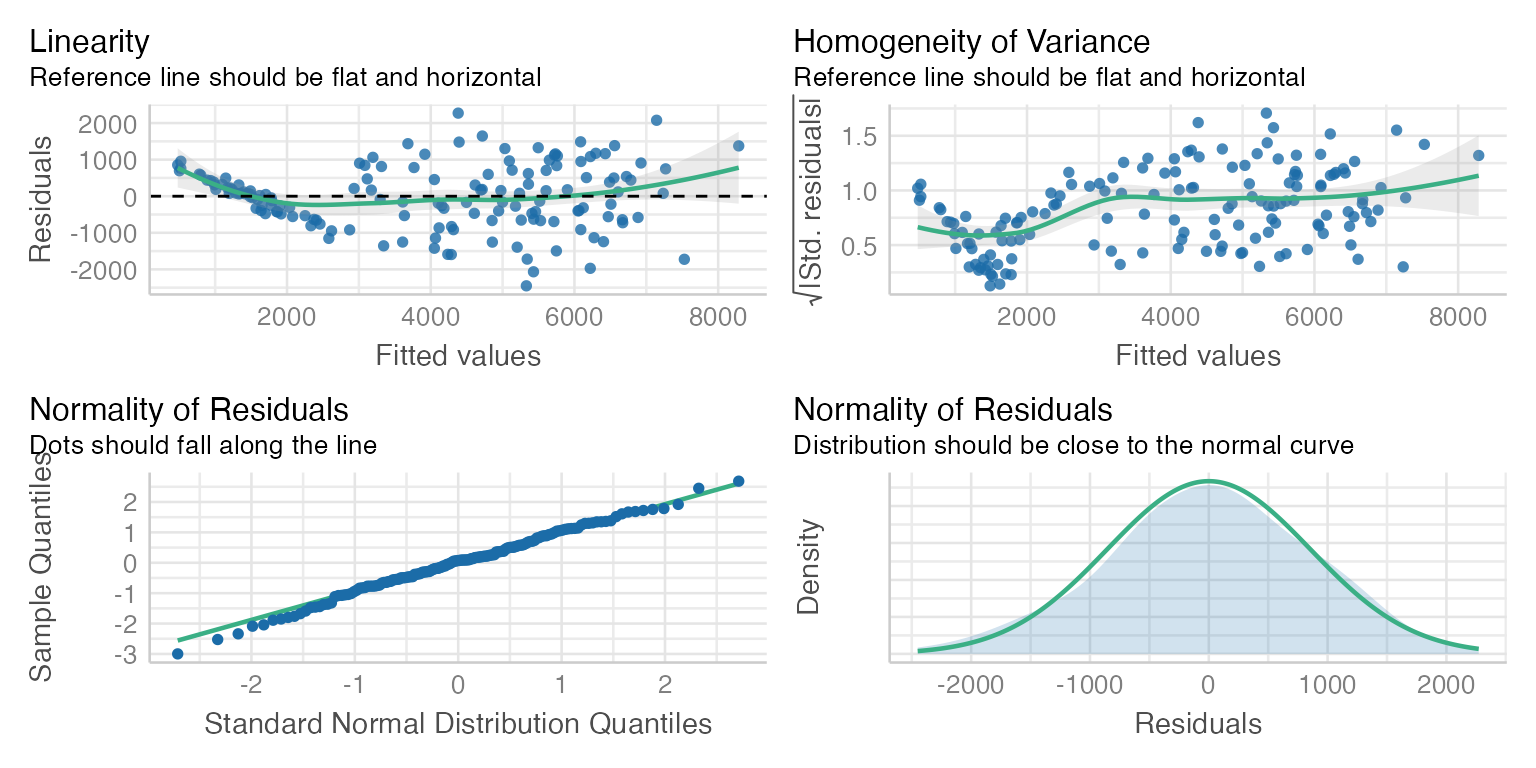 Linearity
Reference line should be flat and horizontal
2000
1000
0
-1000
-2000
Residuals
2000 4000 6000 8000
Fitted values
Homogeneity of Variance
Reference line should be flat and horizontal
1.5
1.0
0.5
√|Std. residuals|
2000 4000 6000 8000
Fitted values
Normality of Residuals
Dots should fall along the line
2
1
0
-1
-2
-3
Sample Quantiles
-2 -1 0 1 2
Standard Normal Distribution Quantiles
Normality of Residuals
Distribution should be close to the normal curve
Density
-2000 -1000 0 1000 2000
Residuals